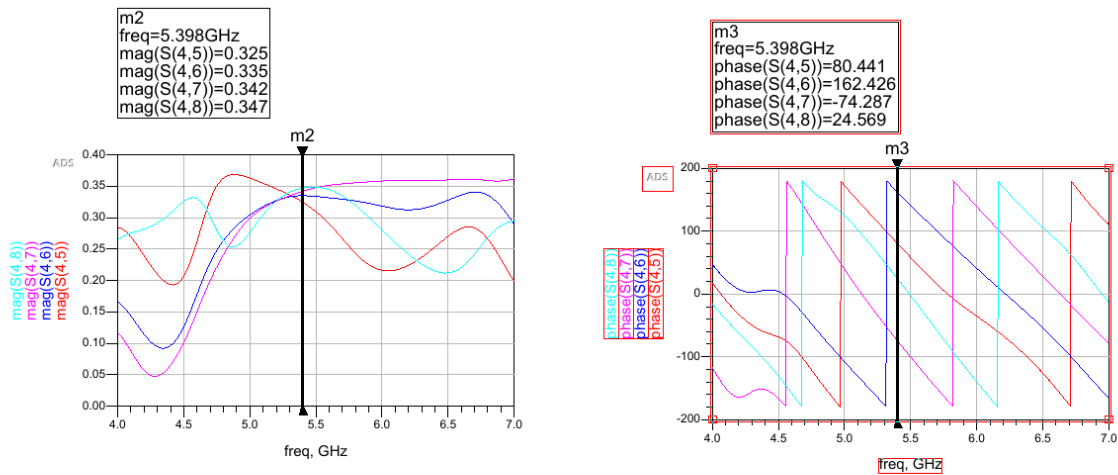 m2
freq=5.398GHz
mag(S(4,5))=0.325
mag(S(4,6))=0.335
mag(S(4,7))=0.342
mag(S(4,8))=0.347
m2
ADS
0.40
0.35
0.30
0.25
0.20
0.15
0.10
0.05
0.00
mag(S(4,8))
mag(S(4,7))
mag(S(4,6))
mag(S(4,5))
4.0 4.5 5.0 5.5 6.0 6.5 7.0
freq, GHz
m3
freq=5.398GHz
phase(S(4,5))=80.441
phase(S(4,6))=162.426
phase(S(4,7))=-74.287
phase(S(4,8))=24.569
m3
ADS
200
100
0
-100
-200
phase(S(4,8))
phase(S(4,7))
phase(S(4,6))
phase(S(4,5))
4.0 4.5 5.0 5.5 6.0 6.5 7.0
freq, GHz